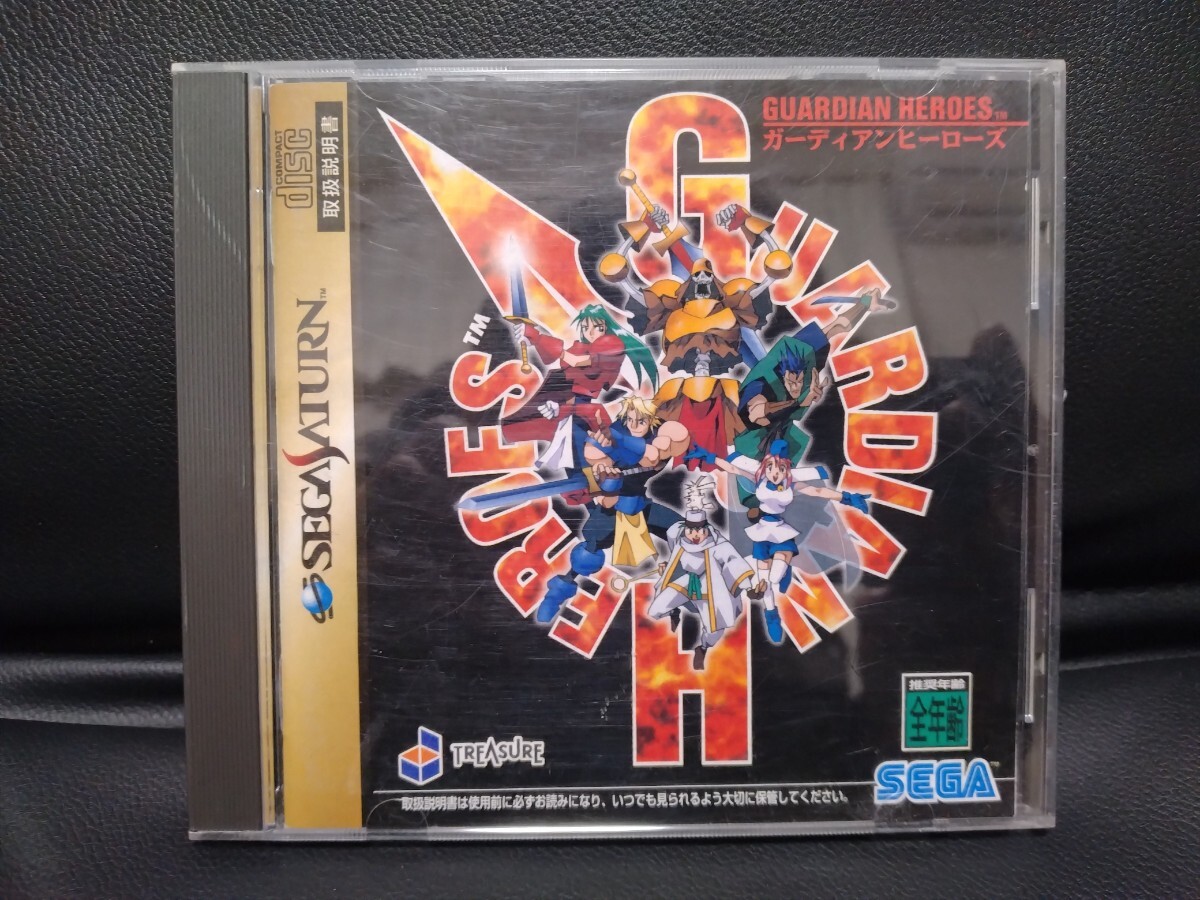 COMPACT
disc
取扱説明書
SEGA SATURN™
GUARDIAN HEROES™
ガーディアンヒーローズ
GUARDIAN
HEROES™
TREASURE
推奨年齢
全年齢
SEGA™
取扱説明書は使用前に必ずお読みになり、いつでも見られるよう大切に保管してください。